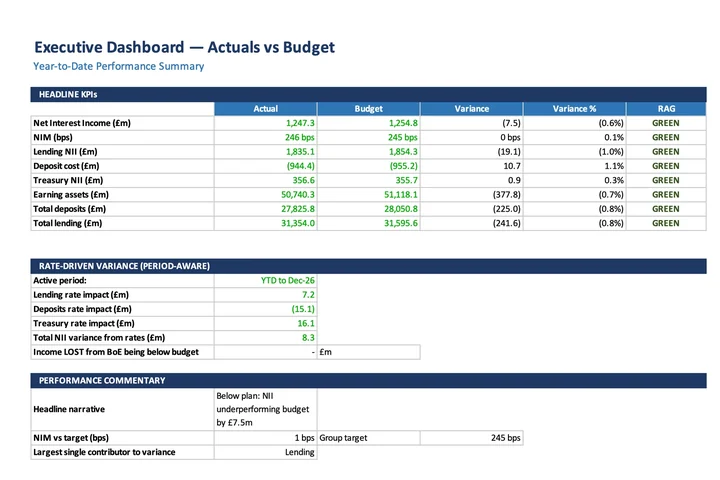 Executive Dashboard — Actuals vs Budget
Year-to-Date Performance Summary
HEADLINE KPIs
Actual Budget Variance Variance % RAG
Net Interest Income (£m) 1,247.3 1,254.8 (7.5) (0.6%) GREEN
NIM (bps) 246 bps 245 bps 0 bps 0.1% GREEN
Lending NII (£m) 1,835.1 1,854.3 (19.1) (1.0%) GREEN
Deposit cost (£m) (944.4) (955.2) 10.7 1.1% GREEN
Treasury NII (£m) 356.6 355.7 0.9 0.3% GREEN
Earning assets (£m) 50,740.3 51,118.1 (377.8) (0.7%) GREEN
Total deposits (£m) 27,825.8 28,050.8 (225.0) (0.8%) GREEN
Total lending (£m) 31,354.0 31,595.6 (241.6) (0.8%) GREEN
RATE-DRIVEN VARIANCE (PERIOD-AWARE)
Active period: YTD to Dec-26
Lending rate impact (£m) 7.2
Deposits rate impact (£m) (15.1)
Treasury rate impact (£m) 16.1
Total NII variance from rates (£m) 8.3
Income LOST from BoE being below budget - £m
PERFORMANCE COMMENTARY
Headline narrative Below plan: NII
underperforming budget
by £7.5m
NIM vs target (bps) 1 bps Group target 245 bps
Largest single contributor to variance Lending